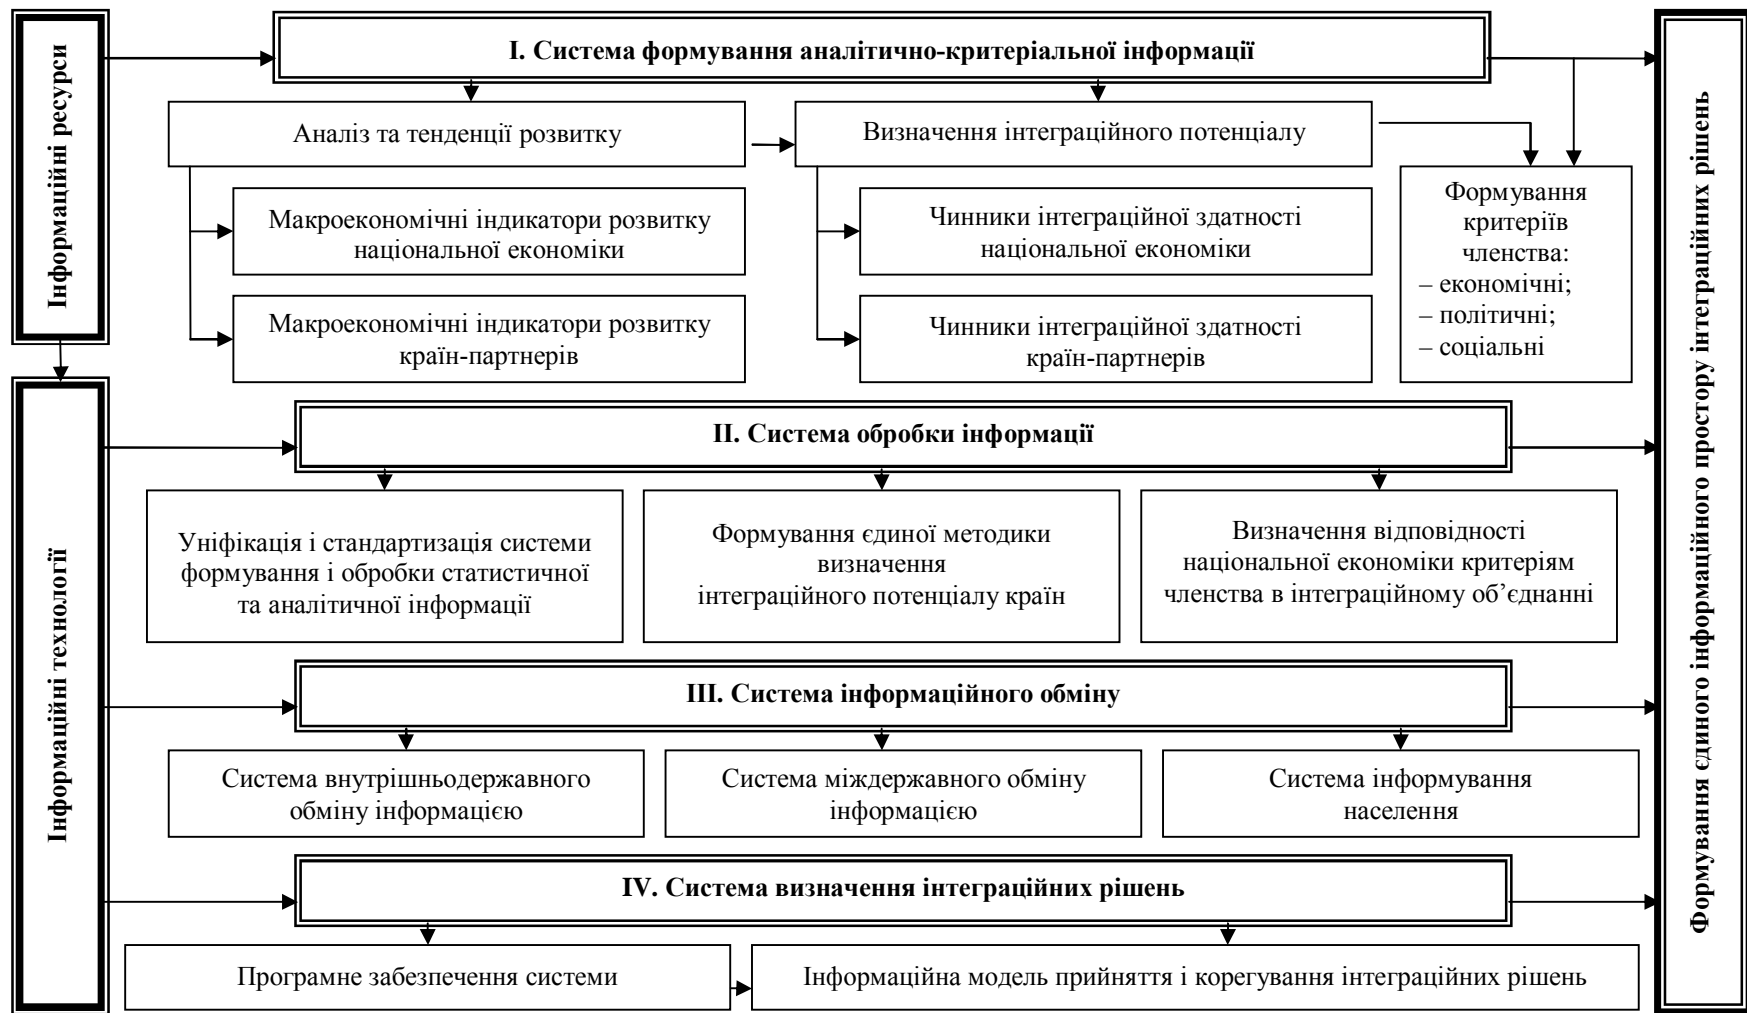 Інформаційні ресурси
І. Система формування аналітично-критеріальної інформації
Аналіз та тенденції розвитку
Визначення інтеграційного потенціалу
Макроекономічні індикатори розвитку
національної економіки
Чинники інтеграційної здатності
національної економіки
Макроекономічні індикатори розвитку
країн-партнерів
Чинники інтеграційної здатності
країн-партнерів
Формування
критеріїв
членства:
– економічні;
– політичні;
– соціальні
Інформаційні технології
ІІ. Система обробки інформації
Уніфікація і стандартизація системи
формування і обробки статистичної
та аналітичної інформації
Формування єдиної методики
визначення
інтеграційного потенціалу країн
Визначення відповідності
національної економіки критеріям
членства в інтеграційному об’єднанні
ІІІ. Система інформаційного обміну
Система внутрішньодержавного
обміну інформацією
Система міждержавного обміну
інформацією
Система інформування
населення
IV. Система визначення інтеграційних рішень
Програмне забезпечення системи
Інформаційна модель прийняття і корегування інтеграційних рішень
Формування єдиного інформаційного простору інтеграційних рішень